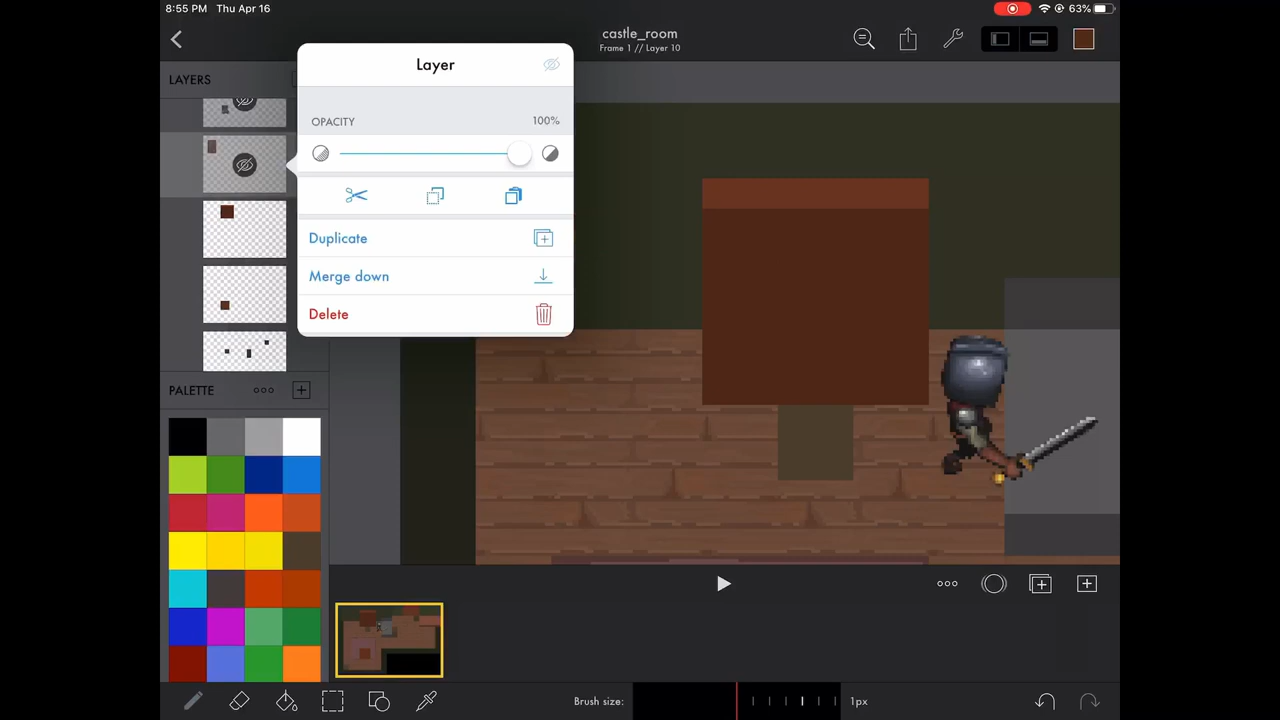 8:55 PM Thu Apr 16
63%
castle_room
Frame 1 // Layer 10
LAYERS
Layer
OPACITY
100%
Duplicate
Merge down
Delete
PALETTE
Brush size:
1px